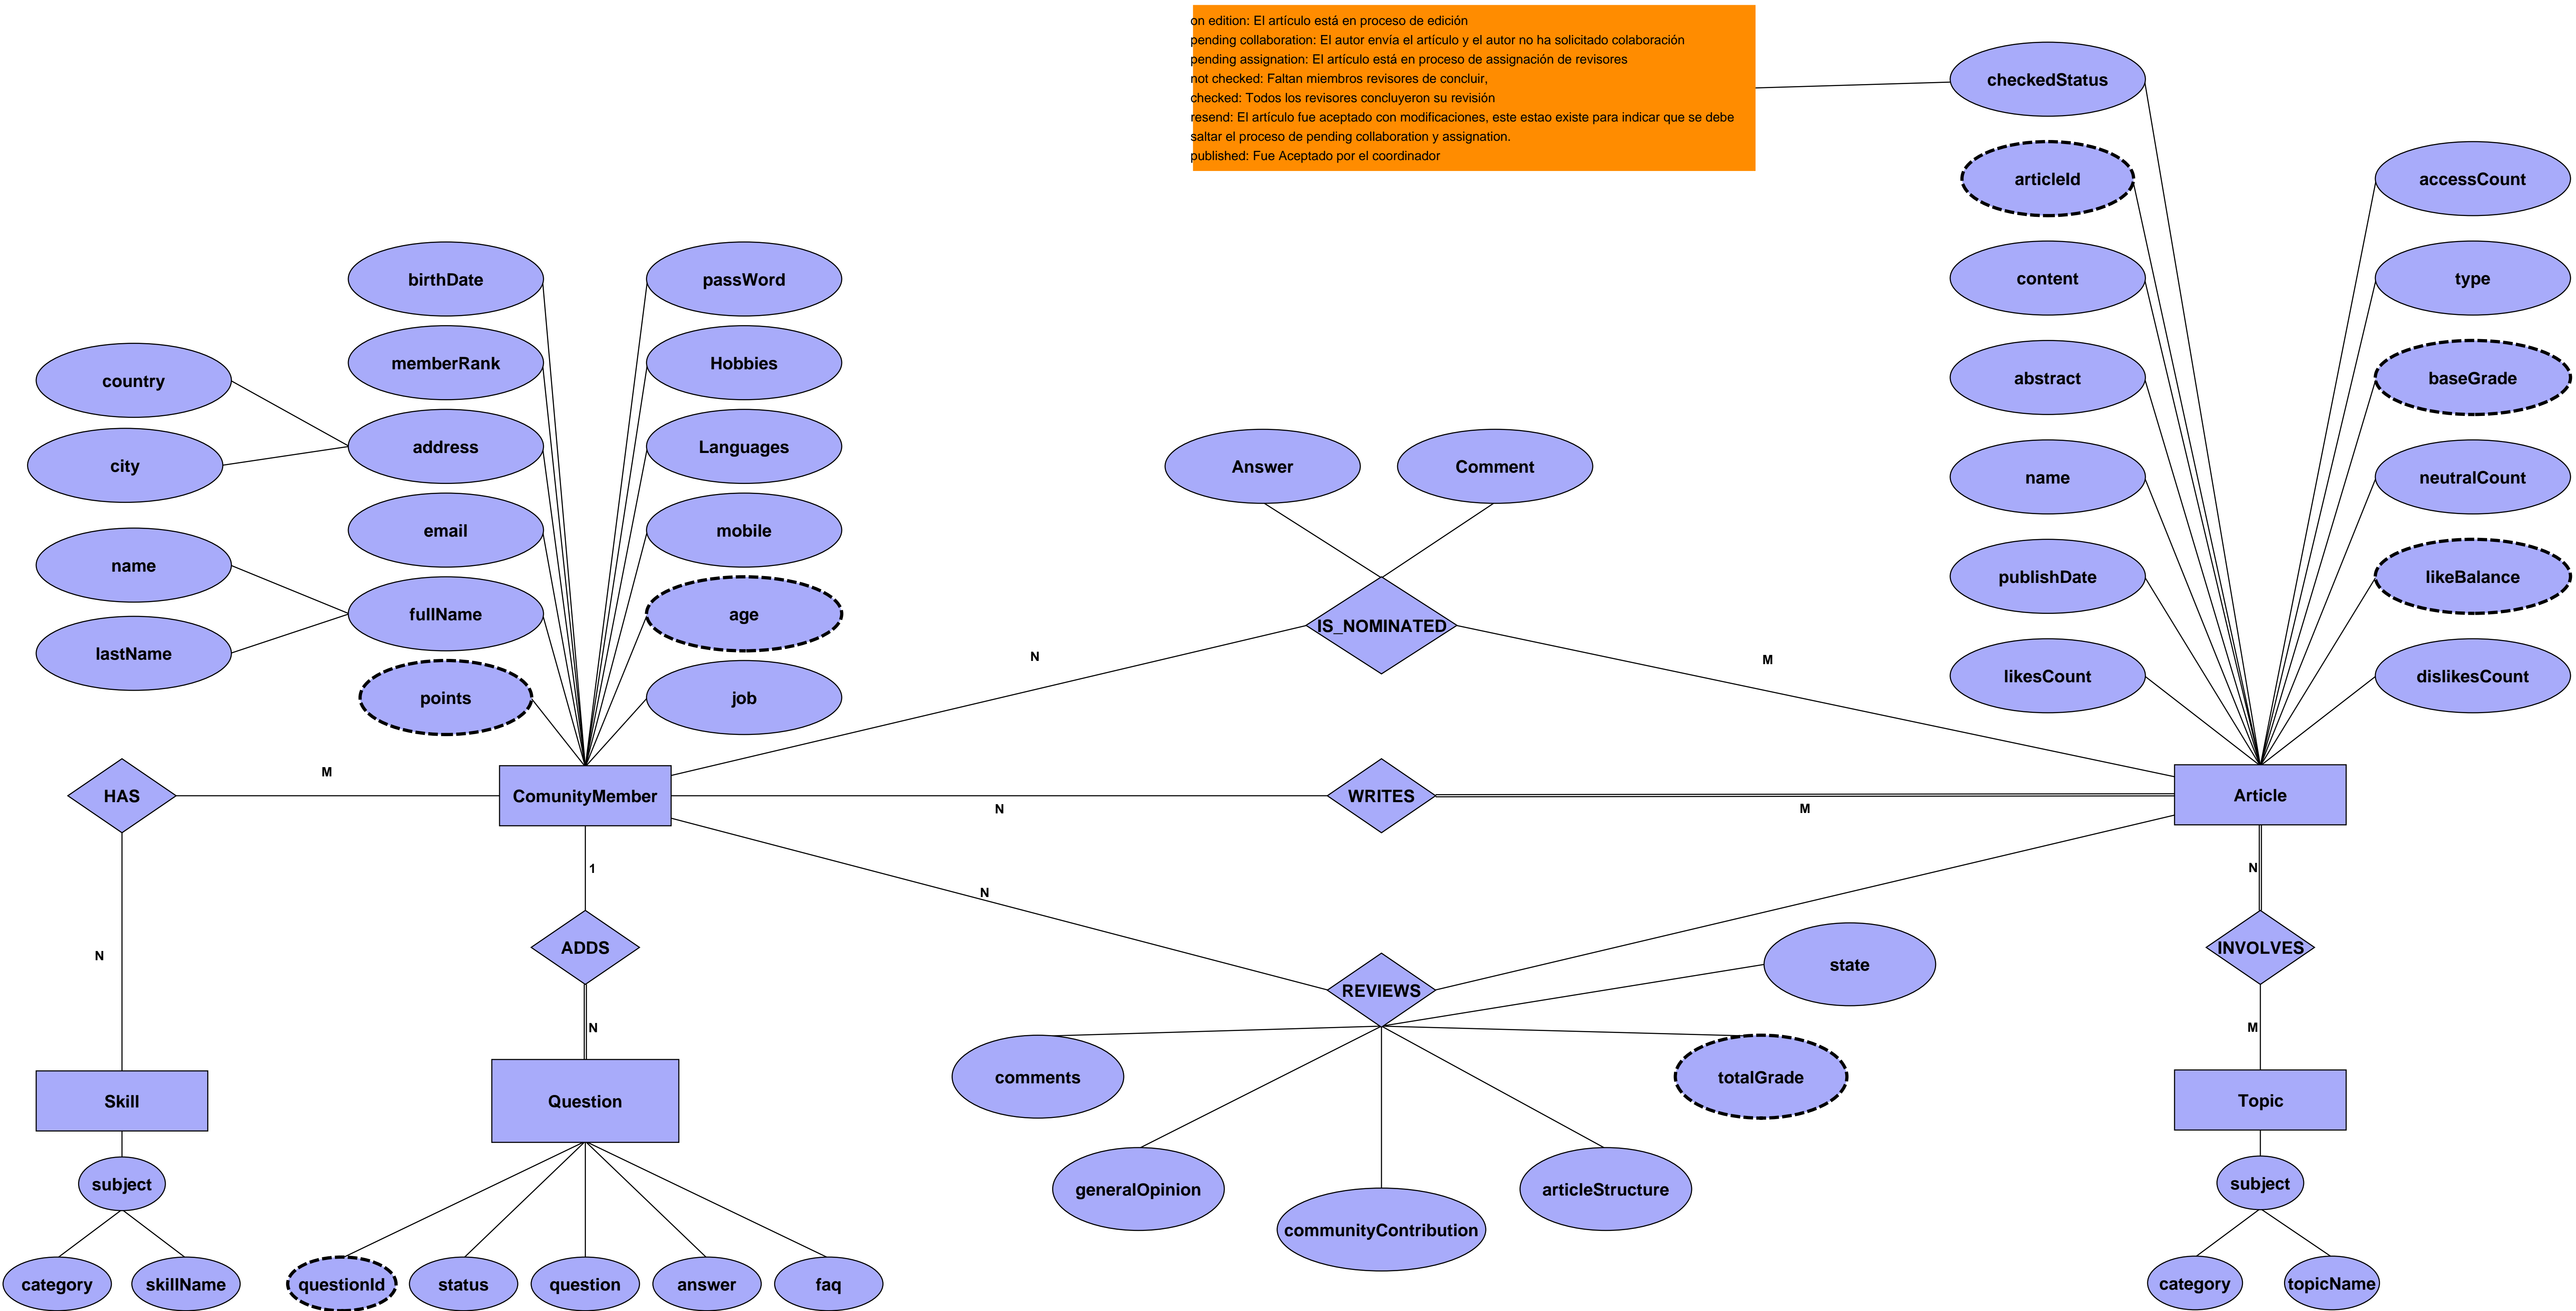 on edition: El artículo está en proceso de edición
pending collaboration: El autor envía el artículo y el autor no ha solicitado colaboración
pending assignation: El artículo está en proceso de assignación de revisores
not checked: Faltan miembros revisores de concluir,
checked: Todos los revisores concluyeron su revisión
resend: El artículo fue aceptado con modificaciones, este estao existe para indicar que se debe
saltar el proceso de pending collaboration y assignation.
published: Fue Aceptado por el coordinador
checkedStatus
articleId
accessCount
content
type
abstract
baseGrade
name
neutralCount
publishDate
likeBalance
likesCount
dislikesCount
birthDate
passWord
memberRank
Hobbies
country
address
Languages
city
email
mobile
name
fullName
age
lastName
points
job
Answer
Comment
IS_NOMINATED
N
M
HAS
M
ComunityMember
N
WRITES
M
Article
1
N
N
ADDS
N
REVIEWS
state
INVOLVES
N
M
comments
totalGrade
Skill
Question
Topic
subject
generalOpinion
communityContribution
articleStructure
subject
category
skillName
questionId
status
question
answer
faq
category
topicName